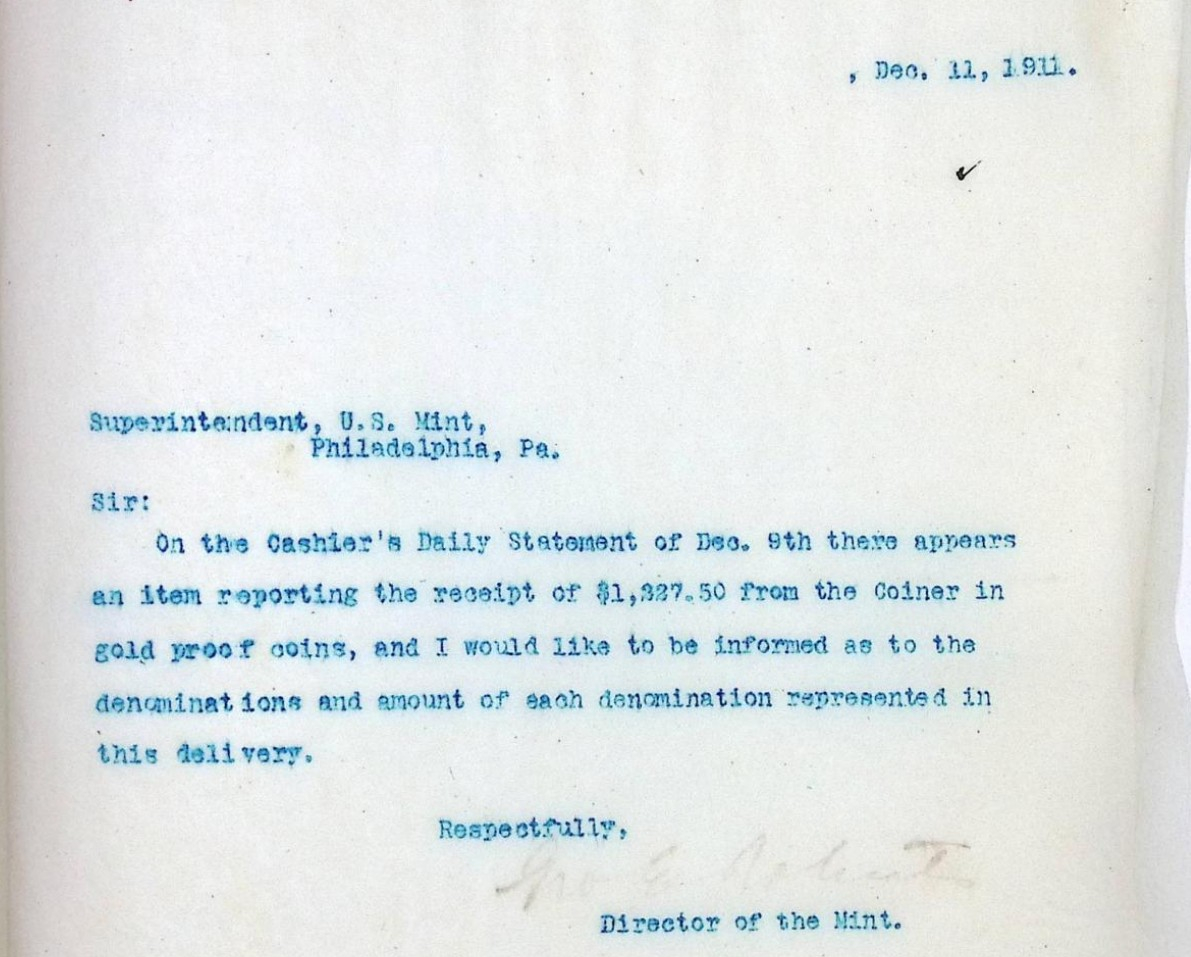 , Dec. 11, 1911.
Superintendent, U.S. Mint,
Philadelphia, Pa.
Sir:
On the Cashier's Daily Statement of Dec. 9th there appears
an item reporting the receipt of $1,327.50 from the Coiner in
gold proof coins, and I would like to be informed as to the
denominations and amount of each denomination represented in
this delivery.
Respectfully,
Geo E Roberts
Director of the Mint.